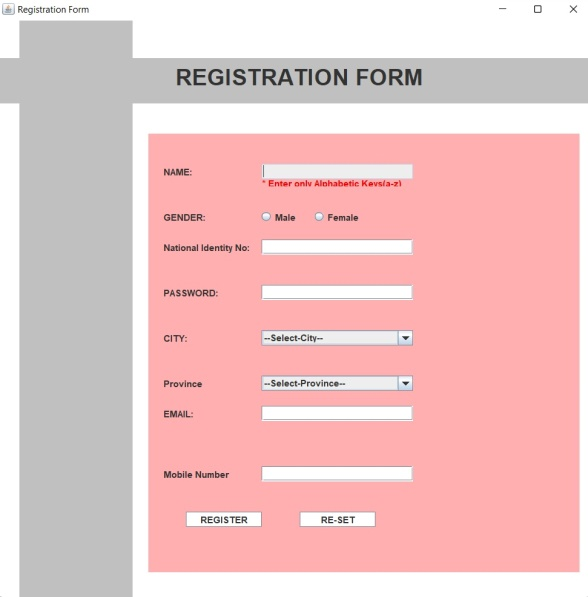 Registration Form
REGISTRATION FORM
NAME:
* Enter only Alphabetic Keys(a-z)
GENDER: Male Female
National Identity No:
PASSWORD:
CITY: --Select-City--
Province --Select-Province--
EMAIL:
Mobile Number
REGISTER RE-SET